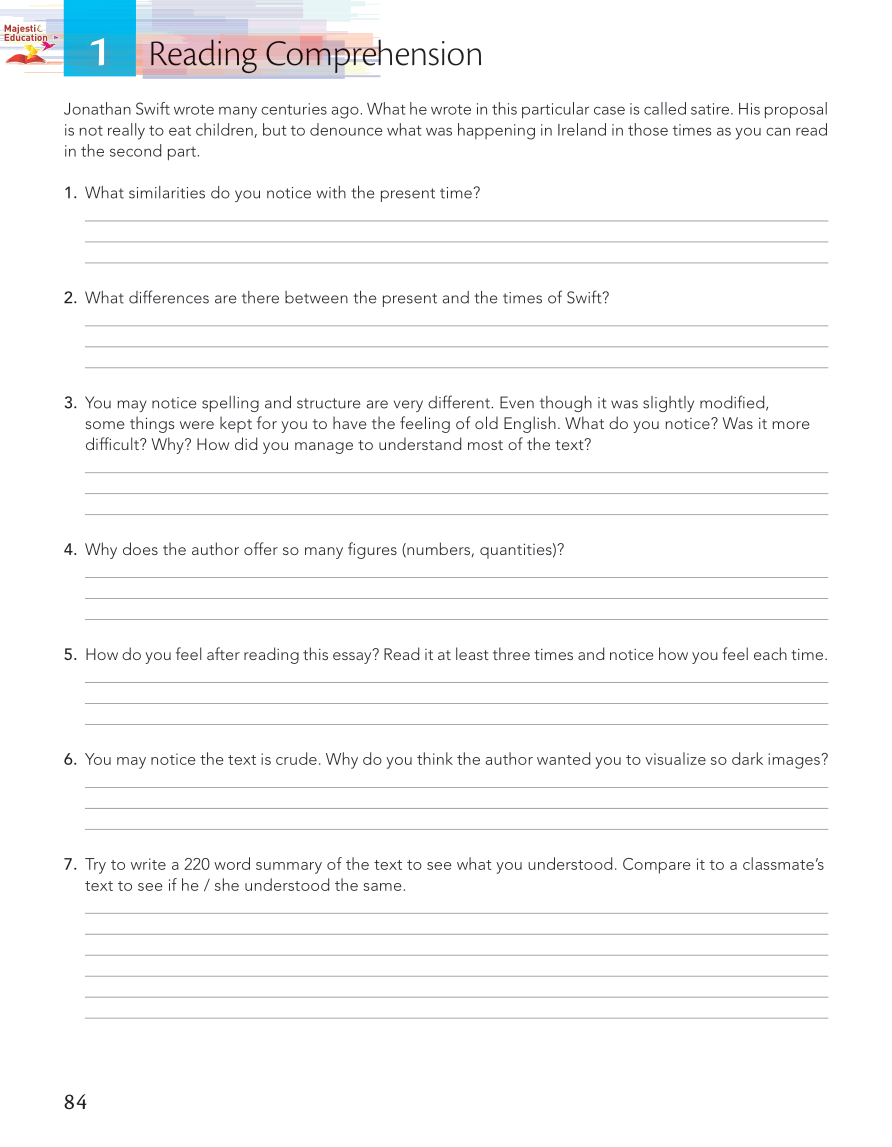 Majestic
Education
1 Reading Comprehension
Jonathan Swift wrote many centuries ago. What he wrote in this particular case is called satire. His proposal
is not really to eat children, but to denounce what was happening in Ireland in those times as you can read
in the second part.
1. What similarities do you notice with the present time?
2. What differences are there between the present and the times of Swift?
3. You may notice spelling and structure are very different. Even though it was slightly modified,
some things were kept for you to have the feeling of old English. What do you notice? Was it more
difficult? Why? How did you manage to understand most of the text?
4. Why does the author offer so many figures (numbers, quantities)?
5. How do you feel after reading this essay? Read it at least three times and notice how you feel each time.
6. You may notice the text is crude. Why do you think the author wanted you to visualize so dark images?
7. Try to write a 220 word summary of the text to see what you understood. Compare it to a classmate’s
text to see if he / she understood the same.
84